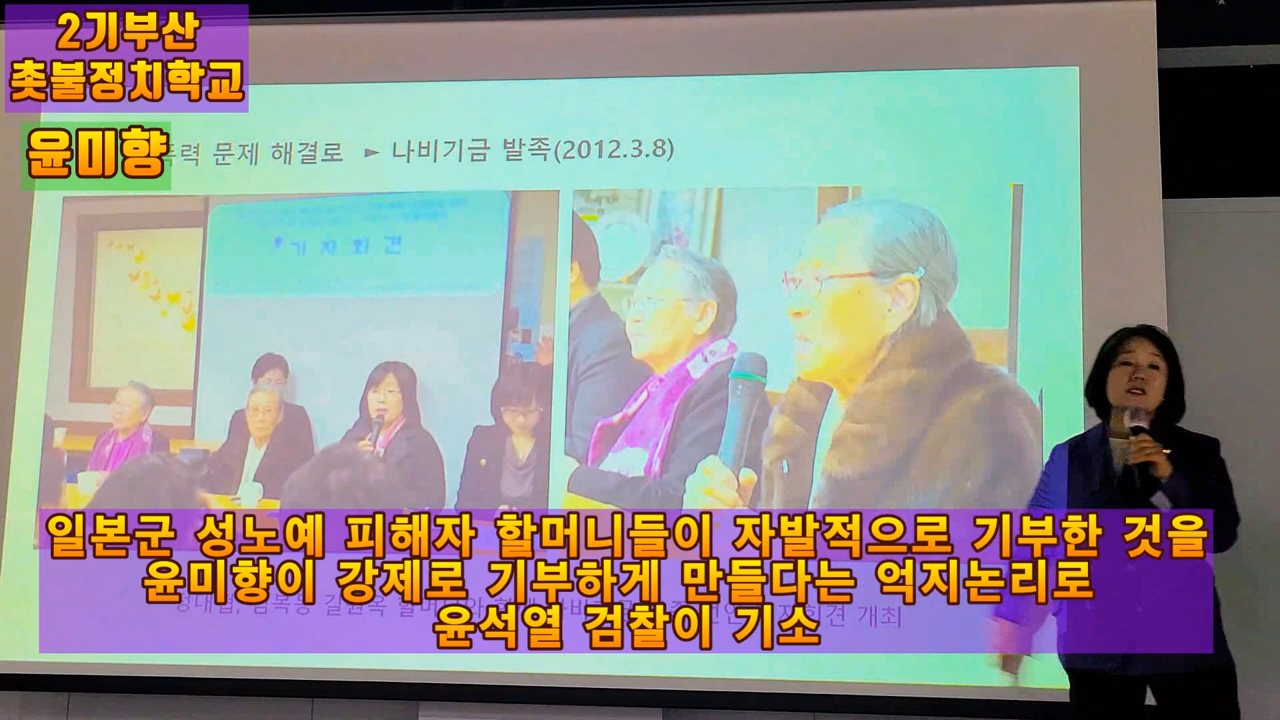 2기부산
촛불정치학교
윤미향
폭력 문제 해결로 ► 나비기금 발족(2012.3.8)
기자회견
일본군 성노예 피해자 할머니들이 자발적으로 기부한 것을
윤미향이 강제로 기부하게 만들다는 억지논리로
윤석열 검찰이 기소
개최